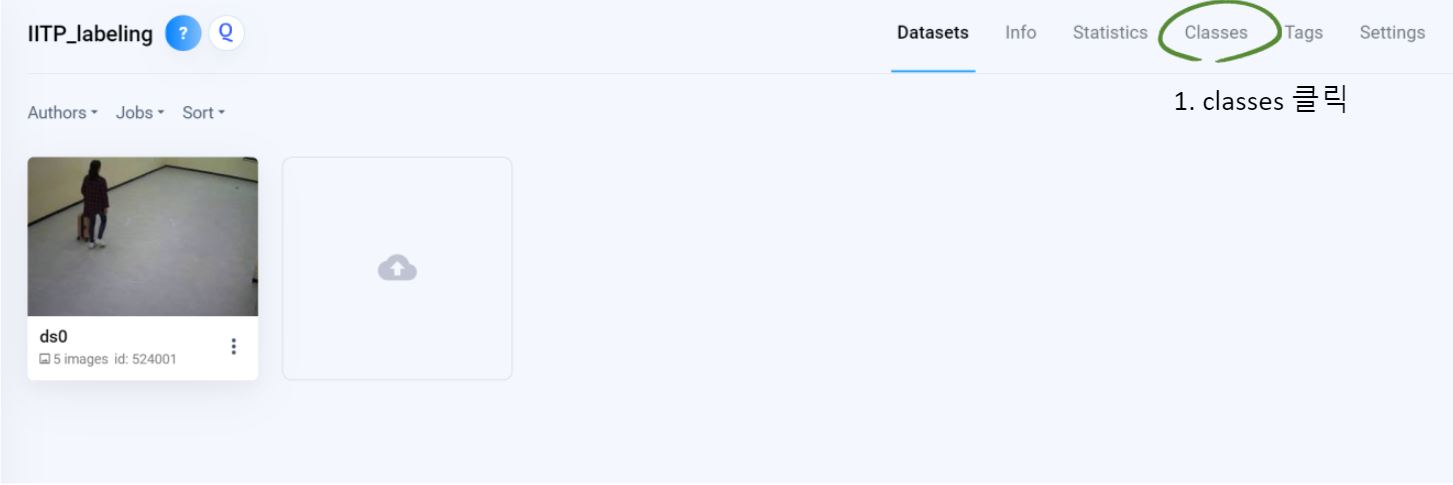 IITP_labeling ? Q Datasets Info Statistics Classes Tags Settings
1. classes 클릭
Authors Jobs Sort
ds0
5 images id: 524001